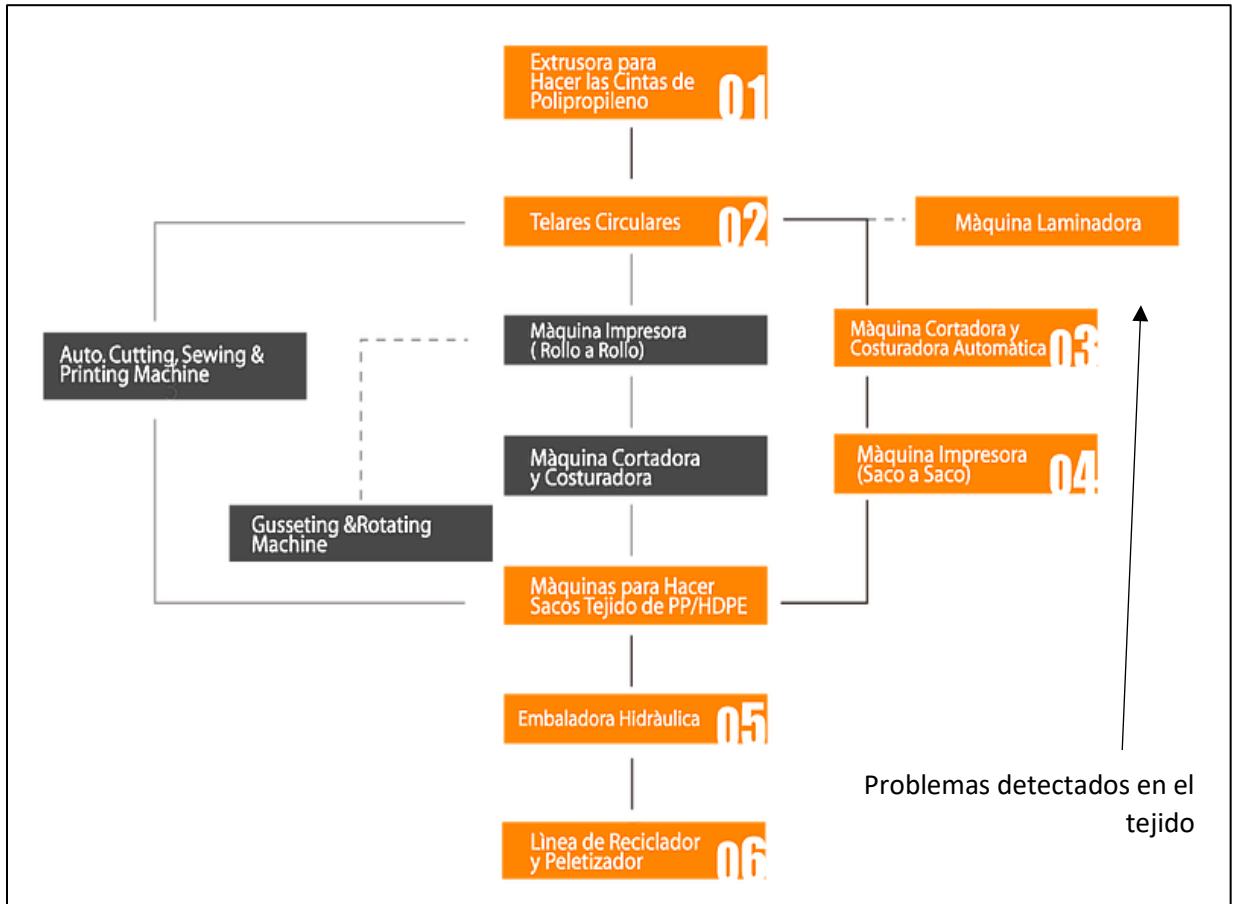 Extrusora para
Hacer las Cintas de
Polipropileno
01
Telares Circulares
02
Màquina Laminadora
Màquina Impresora
( Rollo a Rollo)
Màquina Cortadora y
Costuradora Automàtica
03
Auto. Cutting, Sewing &
Printing Machine
Màquina Cortadora
y Costuradora
Màquina Impresora
(Saco a Saco)
04
Gusseting &Rotating
Machine
Màquinas para Hacer
Sacos Tejido de PP/HDPE
Embaladora Hidràulica
05
Problemas detectados en el
tejido
Lìnea de Reciclador
y Peletizador
06